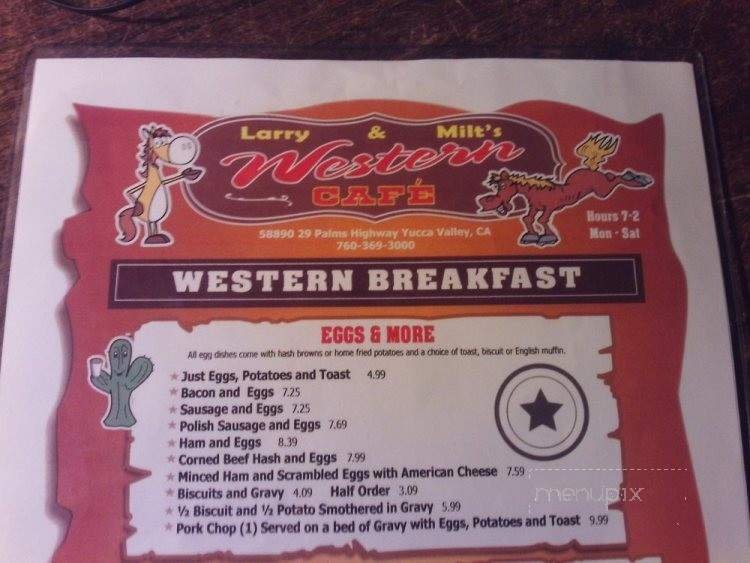 Larry & Milt's
Western
CAFÉ
58890 29 Palms Highway Yucca Valley, CA
760-369-3000
Hours 7-2
Mon - Sat
WESTERN BREAKFAST
EGGS & MORE
All egg dishes come with hash browns or home fried potatoes and a choice of toast, biscuit or English muffin.
Just Eggs, Potatoes and Toast 4.99
Bacon and Eggs 7.25
Sausage and Eggs 7.25
Polish Sausage and Eggs 7.69
Ham and Eggs 8.39
Corned Beef Hash and Eggs 7.99
Minced Ham and Scrambled Eggs with American Cheese 7.59
Biscuits and Gravy 4.09 Half Order 3.09
½ Biscuit and ½ Potato Smothered in Gravy 5.99
Pork Chop (1) Served on a bed of Gravy with Eggs, Potatoes and Toast 9.99
menupix